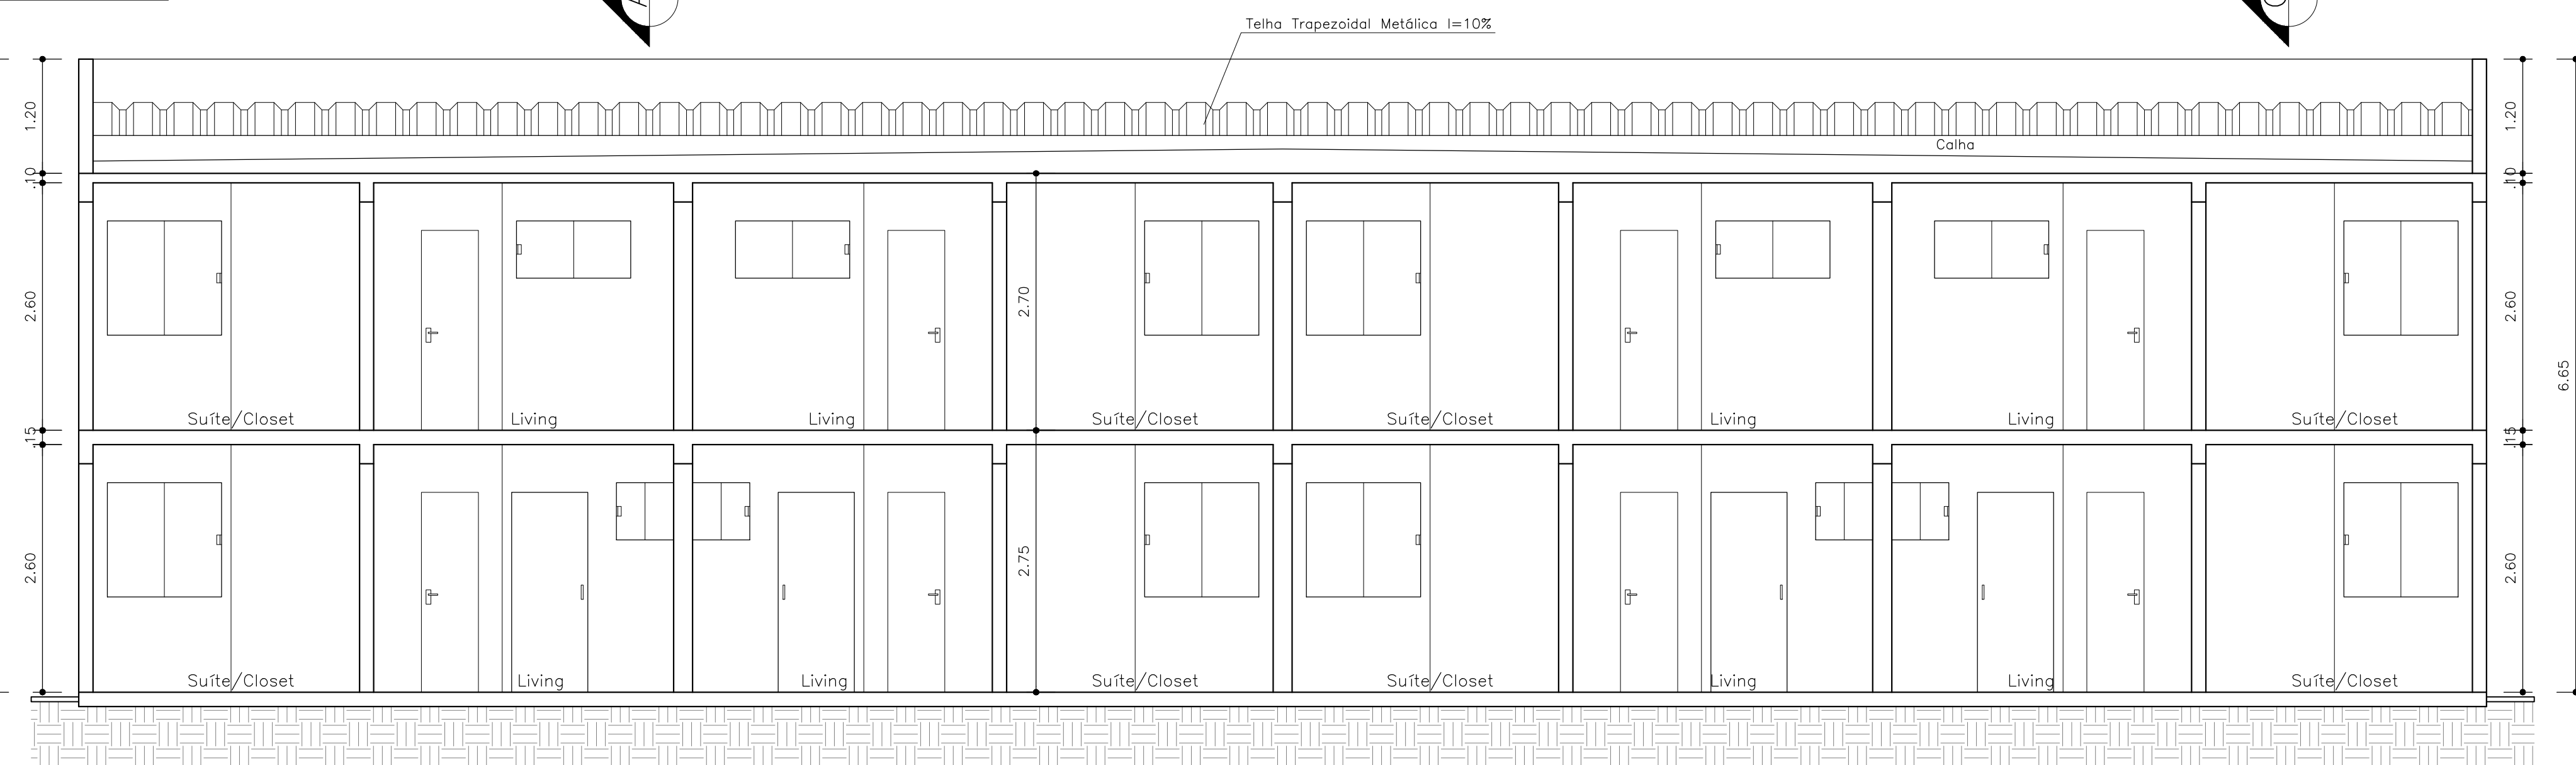 A
C
Telha Trapezoidal Metálica I=10%
1.20
1.20
Calha
.10
.10
2.60
2.70
2.60
6.65
Suíte/Closet
Living
Living
Suíte/Closet
Suíte/Closet
Living
Living
Suíte/Closet
.15
.15
2.60
2.75
2.60
Suíte/Closet
Living
Living
Suíte/Closet
Suíte/Closet
Living
Living
Suíte/Closet